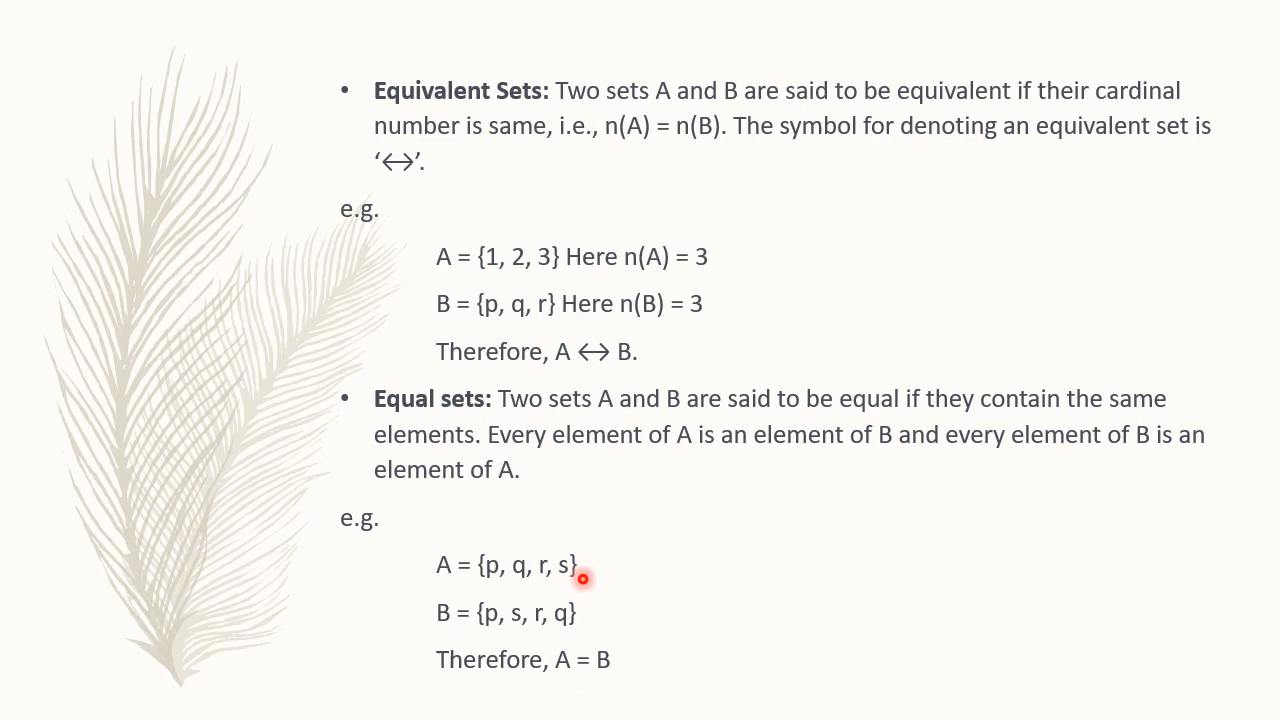 • Equivalent Sets: Two sets A and B are said to be equivalent if their cardinal
number is same, i.e., n(A) = n(B). The symbol for denoting an equivalent set is
‘↔’.
e.g.
A = {1, 2, 3} Here n(A) = 3
B = {p, q, r} Here n(B) = 3
Therefore, A ↔ B.
• Equal sets: Two sets A and B are said to be equal if they contain the same
elements. Every element of A is an element of B and every element of B is an
element of A.
e.g.
A = {p, q, r, s}
B = {p, s, r, q}
Therefore, A = B